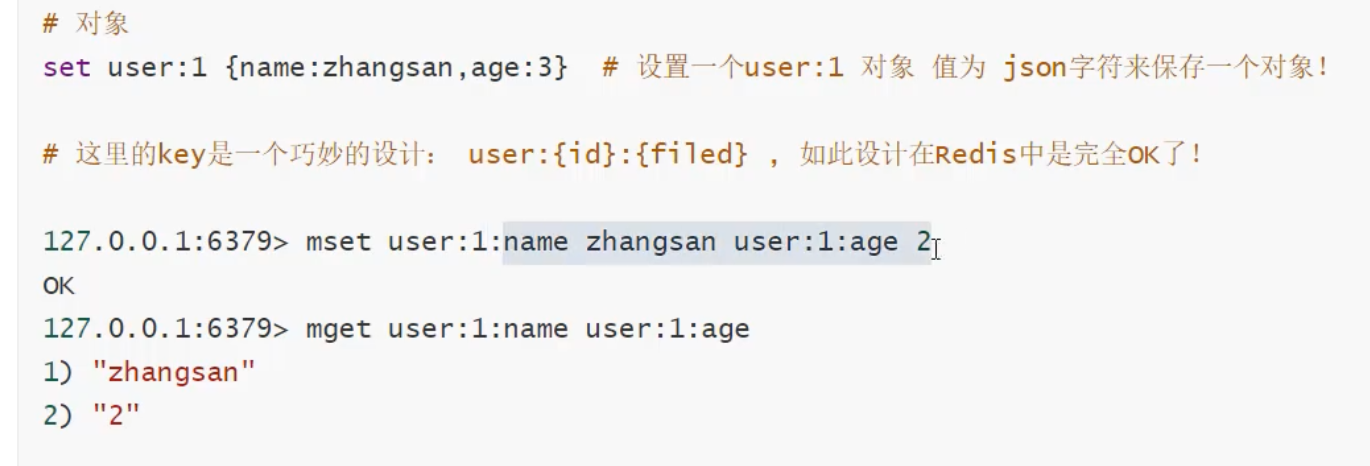 # 对象
set user:1 {name:zhangsan,age:3} # 设置一个user:1 对象 值为 json字符来保存一个对象!
# 这里的key是一个巧妙的设计: user:{id}:{filed} , 如此设计在Redis中是完全OK了!
127.0.0.1:6379> mset user:1:name zhangsan user:1:age 2
OK
127.0.0.1:6379> mget user:1:name user:1:age
1) "zhangsan"
2) "2"